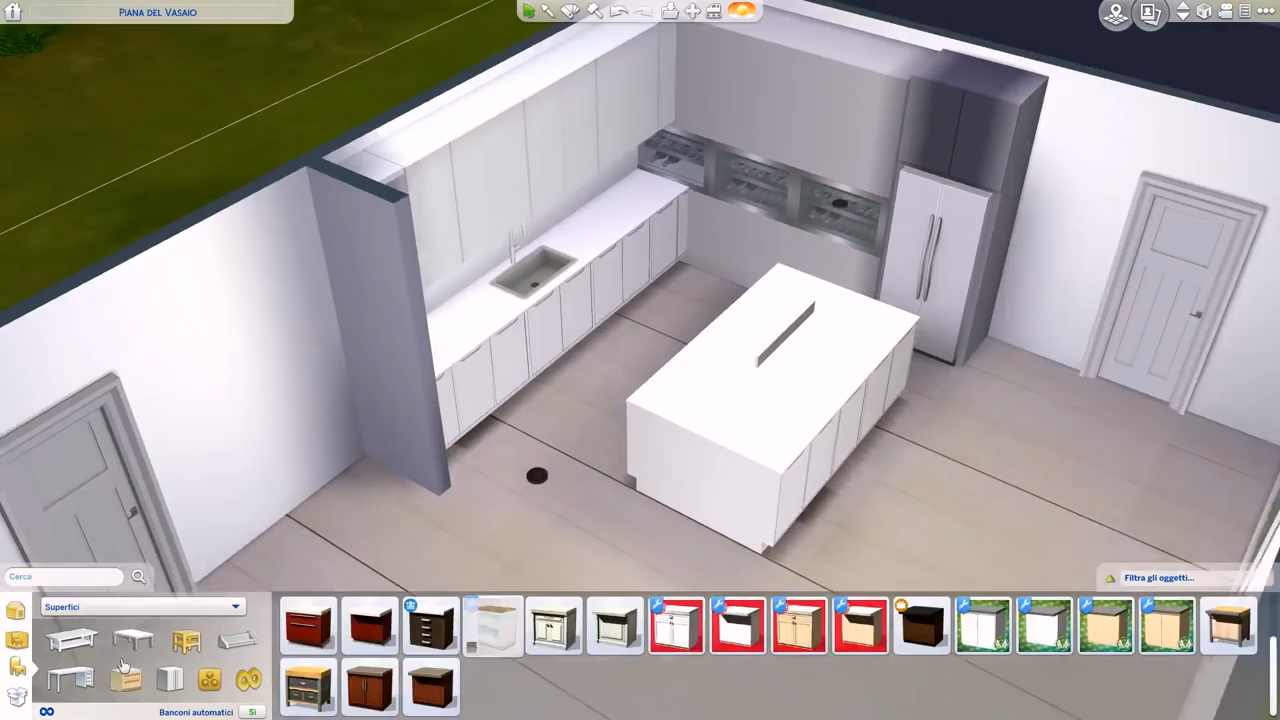 Piana del Vasaio
Cerca
Filtra gli oggetti...
Superfici
Banconi automatici Sì